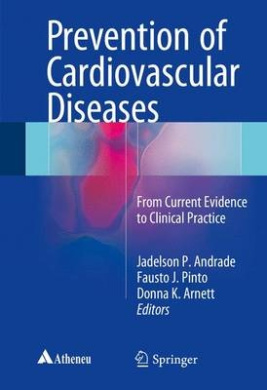 Prevention of
Cardiovascular
Diseases
From Current Evidence
to Clinical Practice
Jadelson P. Andrade
Fausto J. Pinto
Donna K. Arnett
Editors
Atheneu
Springer